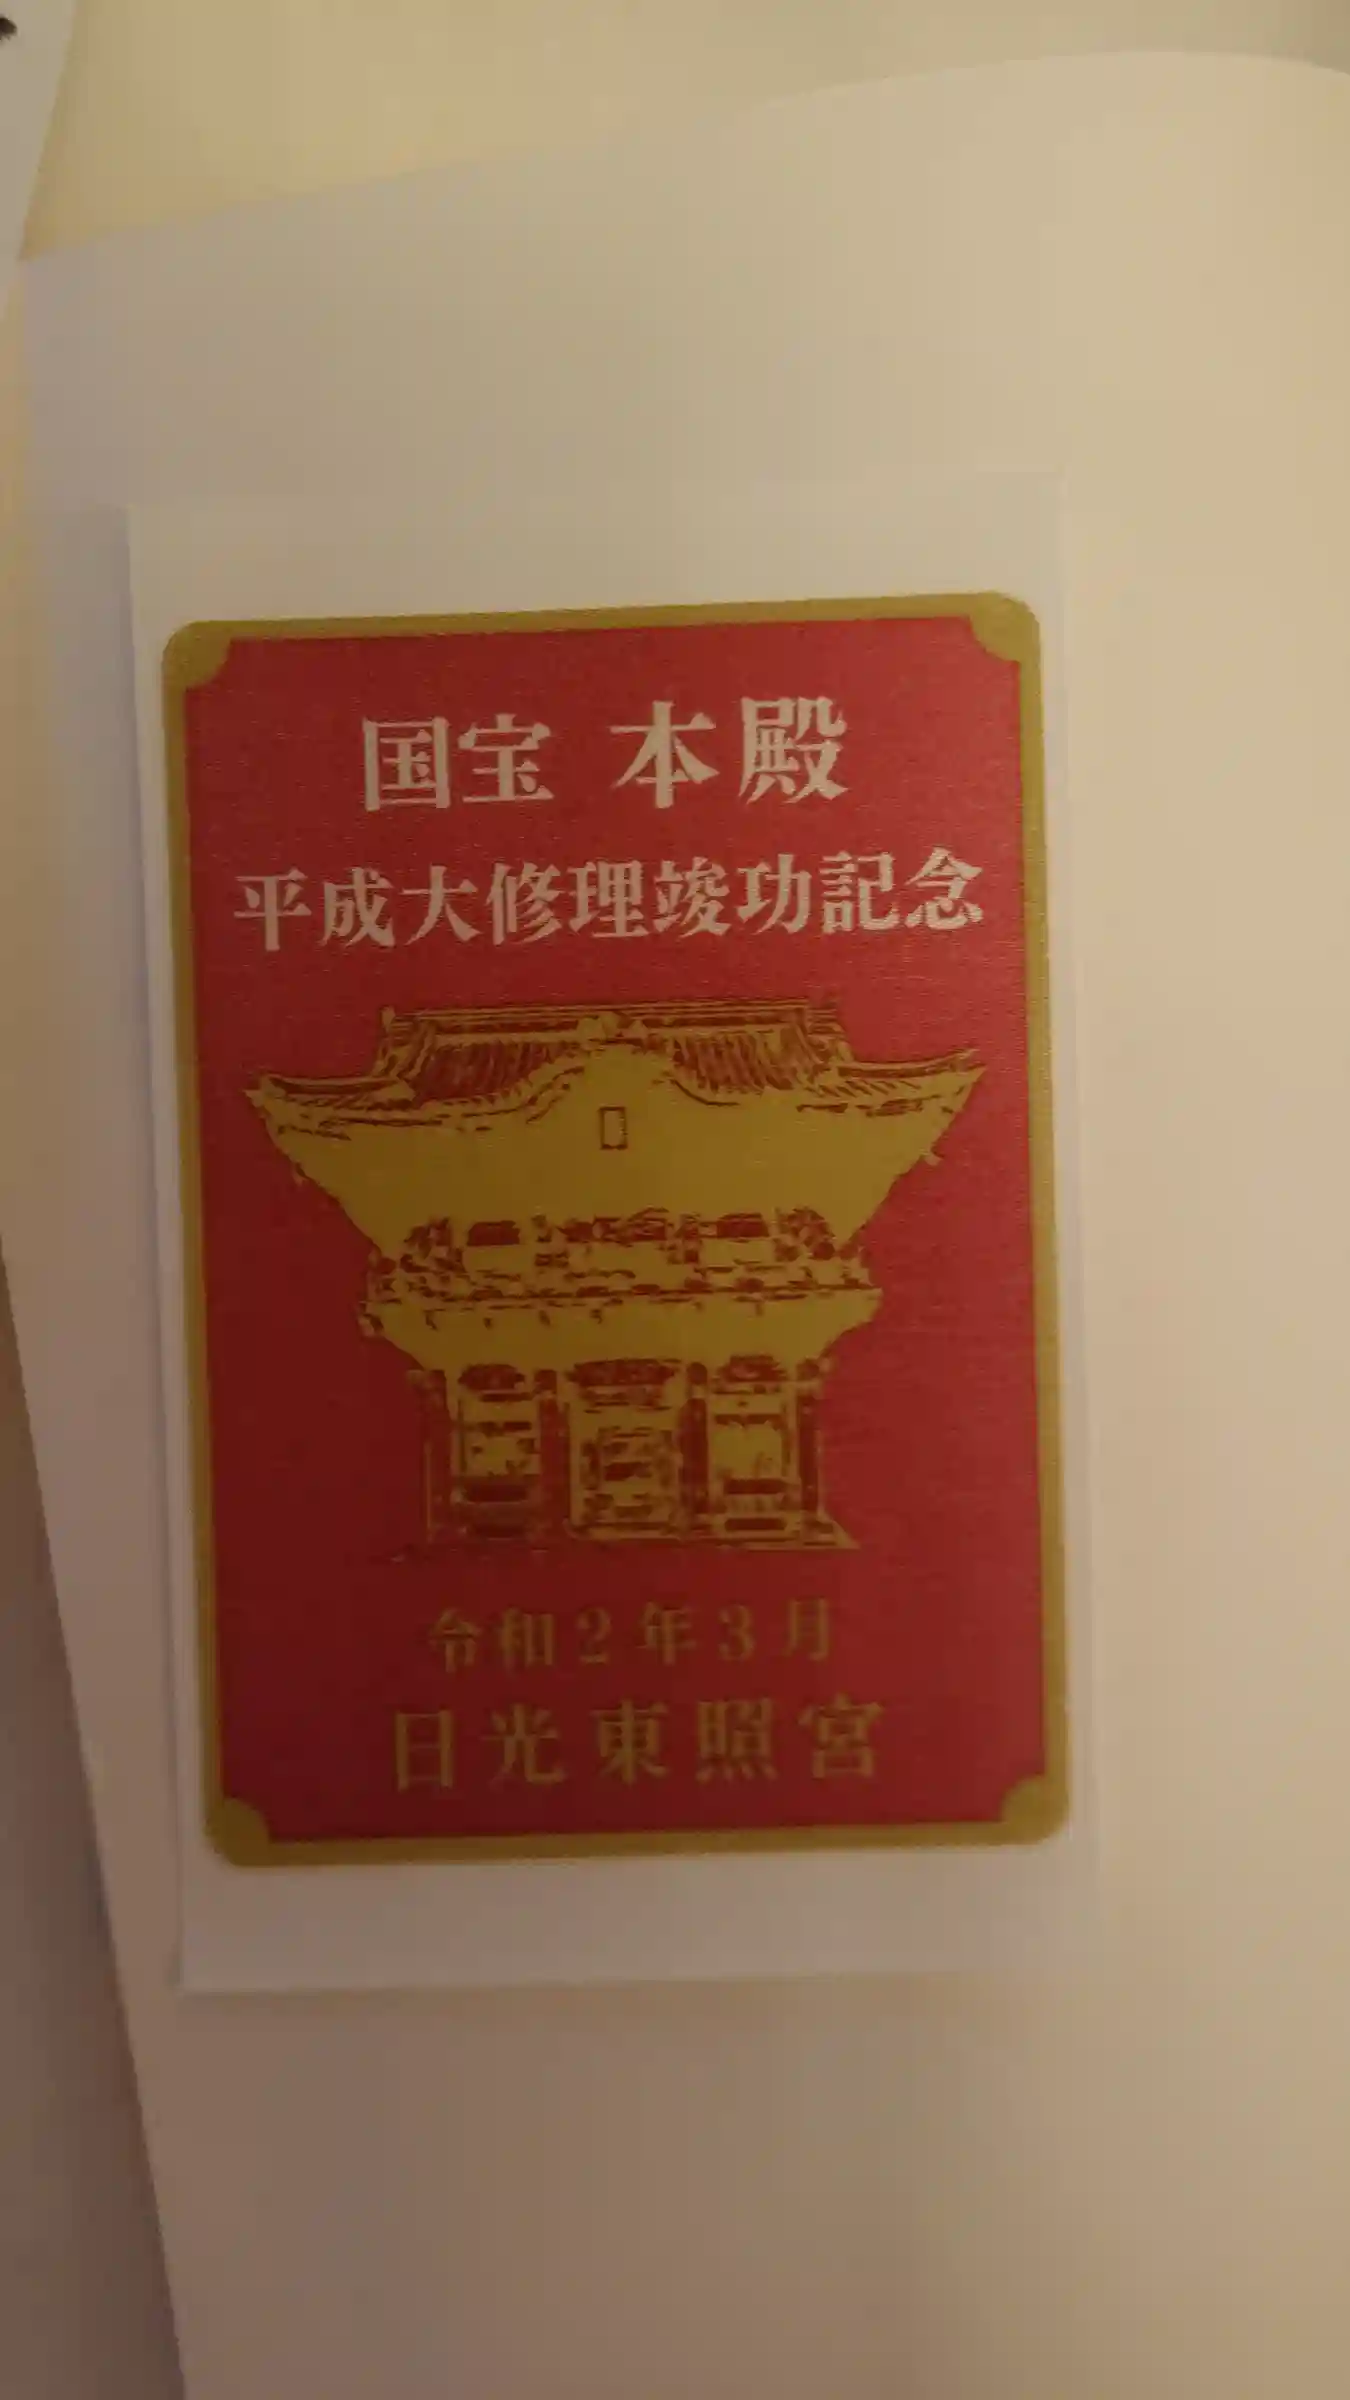 国宝 本殿
平成大修理竣功記念
令和2年3月
日光東照宮